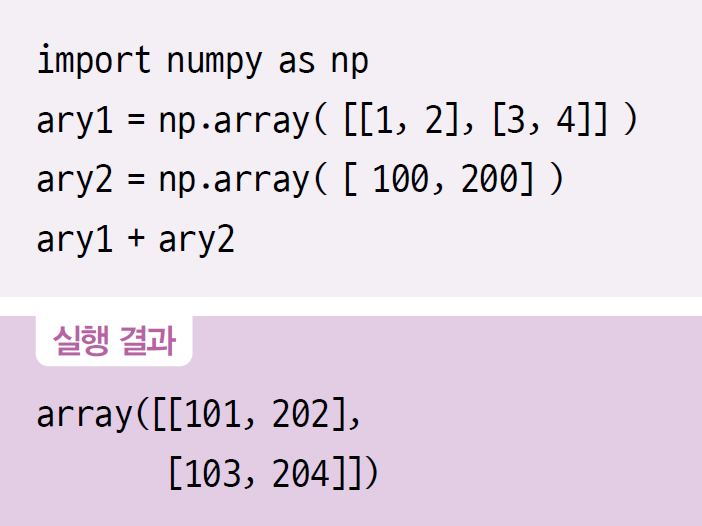 import numpy as np
ary1 = np.array( [[1, 2], [3, 4]] )
ary2 = np.array( [ 100, 200] )
ary1 + ary2
실행 결과
array([[101, 202],
[103, 204]])